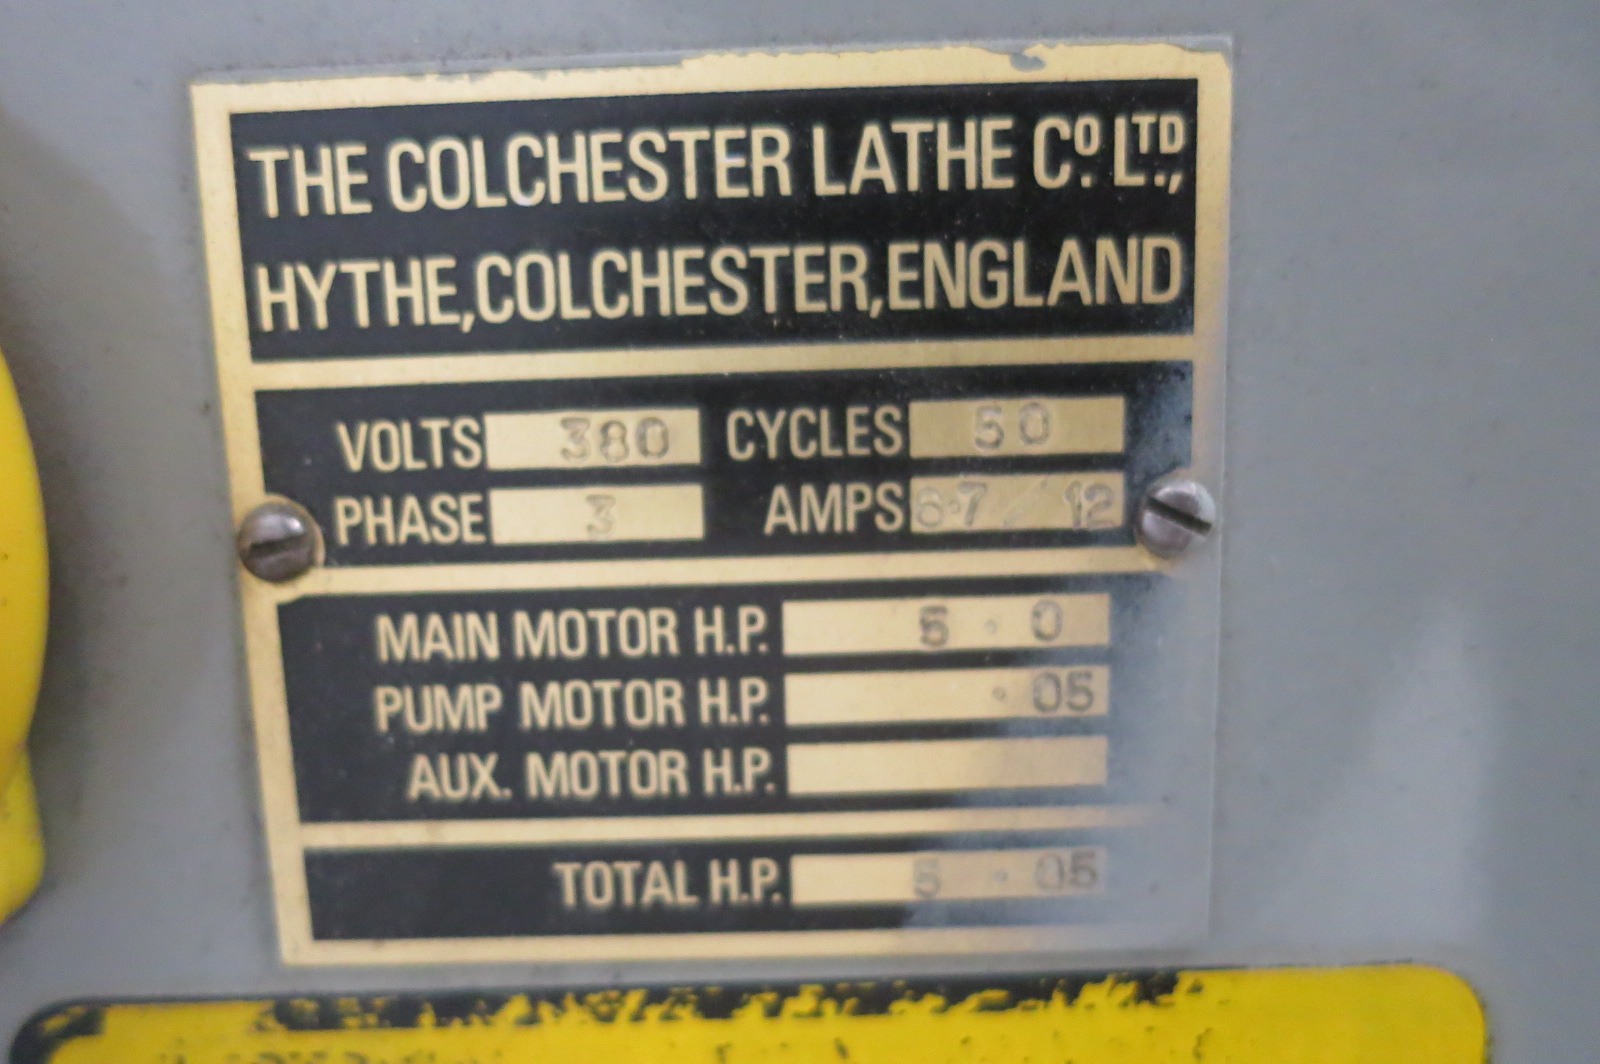 THE COLCHESTER LATHE Cº. LTD.,
HYTHE, COLCHESTER, ENGLAND
VOLTS 380 CYCLES 50
PHASE 3 AMPS 6·7 / 12
MAIN MOTOR H.P. 5 · 0
PUMP MOTOR H.P. · 05
AUX. MOTOR H.P.
TOTAL H.P. 5 · 05